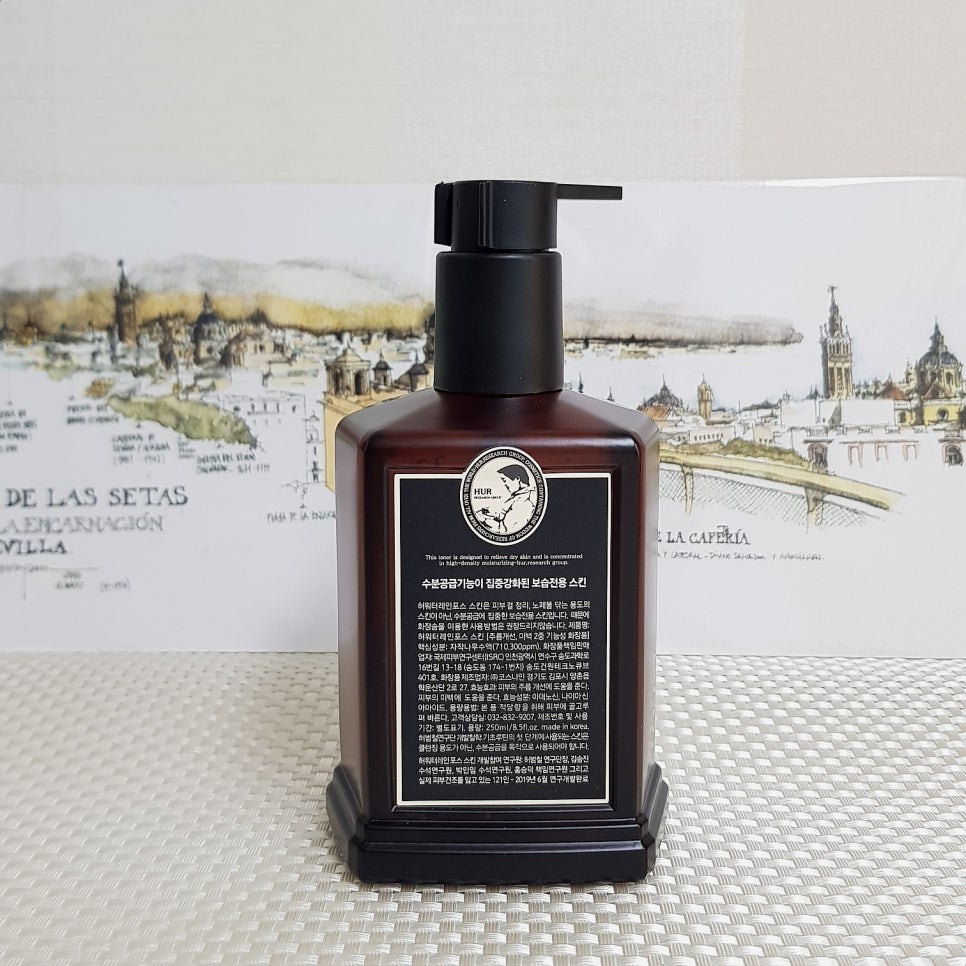 DE LAS SETAS
LA ENCARNACIÓN
VILLA
PLAZA DE LA
LA CAFERÍA
HUR
RESEARCH GROUP
This toner is designed to relieve dry skin and is concentrated
in high-density moisturizing-hur.research group.
수분공급기능이 집중강화된 보습전용 스킨
허워터레인포스 스킨은 피부결 정리, 노폐물 닦는 용도의
스킨이 아닌, 수분공급에 집중한 보습전용 스킨입니다. 때문에
화장솜을 이용한 사용방법은 권장드리지않습니다. 제품명:
허워터레인포스 스킨 [주름개선, 미백 2중 기능성 화장품]
핵심성분: 자작나무수액(710,300ppm), 화장품책임판매
업자: 국제피부연구센터(ISRC) 인천광역시 연수구 송도과학로
16번길 13-18 (송도동 174-1번지) 송도건원테크노큐브
401호, 화장품 제조업자: ㈜코스나인 경기도 김포시 양촌읍
학운산단 2로 27, 효능효과: 피부의 주름 개선에 도움을 준다.
피부의 미백에 도움을 준다. 효능성분: 아데노신, 나이아신
아마이드, 용량용법: 본 품 적당량을 취해 피부에 골고루
펴 바른다. 고객상담실: 032-832-9207, 제조번호 및 사용
기간: 별도표기, 용량: 250ml/8.5fl.oz, made in korea.
허범철연구단 개발철학: 기초루틴의 첫 단계에 사용되는 스킨은
클렌징 용도가 아닌, 수분공급을 목적으로 사용되어야 합니다.
허워터레인포스 스킨 개발참여 연구원: 허범철 연구단장, 김승진
수석연구원, 박민임 수석연구원, 홍승덕 책임연구원 그리고
실제 피부건조를 앓고 있는 121인 - 2019년 6월 연구개발완료